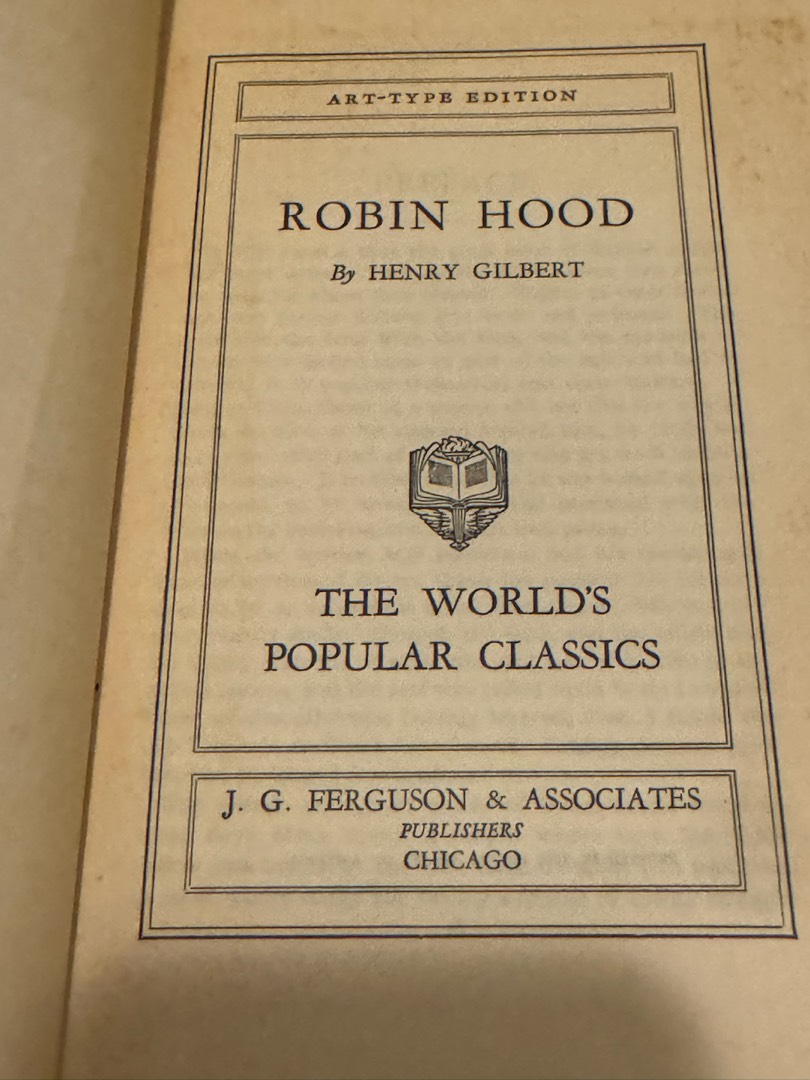 ART-TYPE EDITION
ROBIN HOOD
By HENRY GILBERT
THE WORLD'S
POPULAR CLASSICS
J. G. FERGUSON & ASSOCIATES
PUBLISHERS
CHICAGO